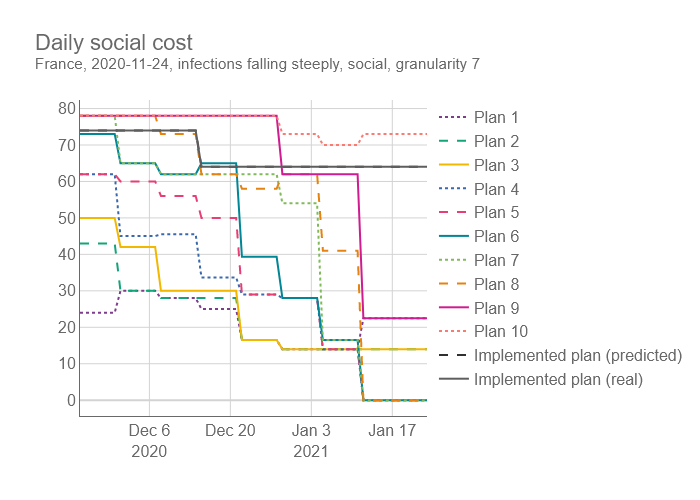 Daily social cost
France, 2020-11-24, infections falling steeply, social, granularity 7
80
70
60
50
40
30
20
10
0
Dec 6
2020
Dec 20
Jan 3
2021
Jan 17
Plan 1
Plan 2
Plan 3
Plan 4
Plan 5
Plan 6
Plan 7
Plan 8
Plan 9
Plan 10
Implemented plan (predicted)
Implemented plan (real)